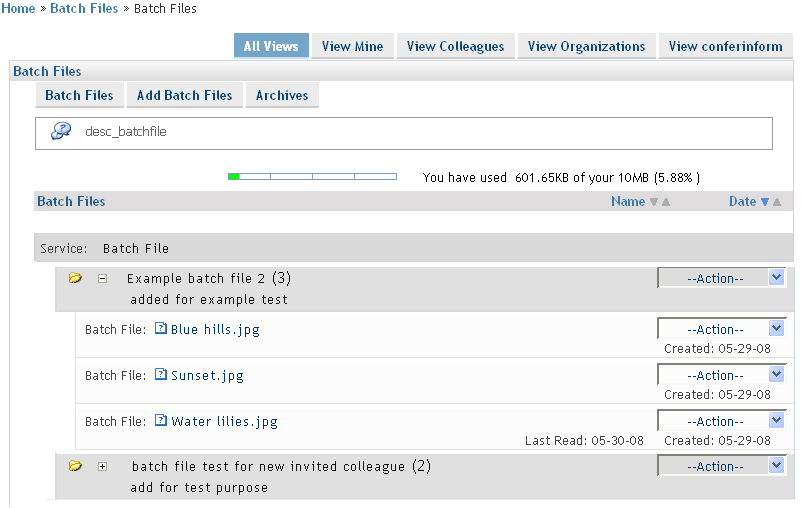 Home » Batch Files » Batch Files
All Views View Mine View Colleagues View Organizations View conferinform
Batch Files
Batch Files Add Batch Files Archives
desc_batchfile
You have used 601.65KB of your 10MB (5.88% )
Batch Files Name Date
Service: Batch File
Example batch file 2 (3) --Action--
added for example test
Batch File: Blue hills.jpg --Action--
Created: 05-29-08
Batch File: Sunset.jpg --Action--
Created: 05-29-08
Batch File: Water lilies.jpg --Action--
Last Read: 05-30-08 Created: 05-29-08
batch file test for new invited colleague (2) --Action--
add for test purpose